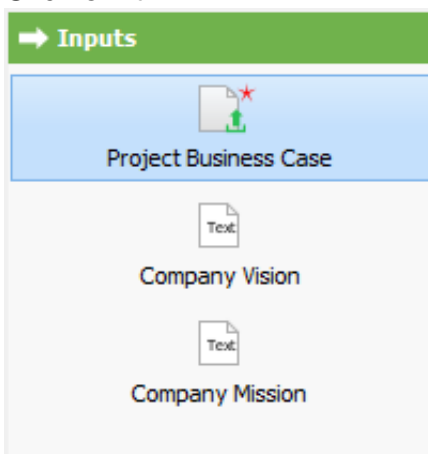 Inputs
Project Business Case
Text
Company Vision
Text
Company Mission